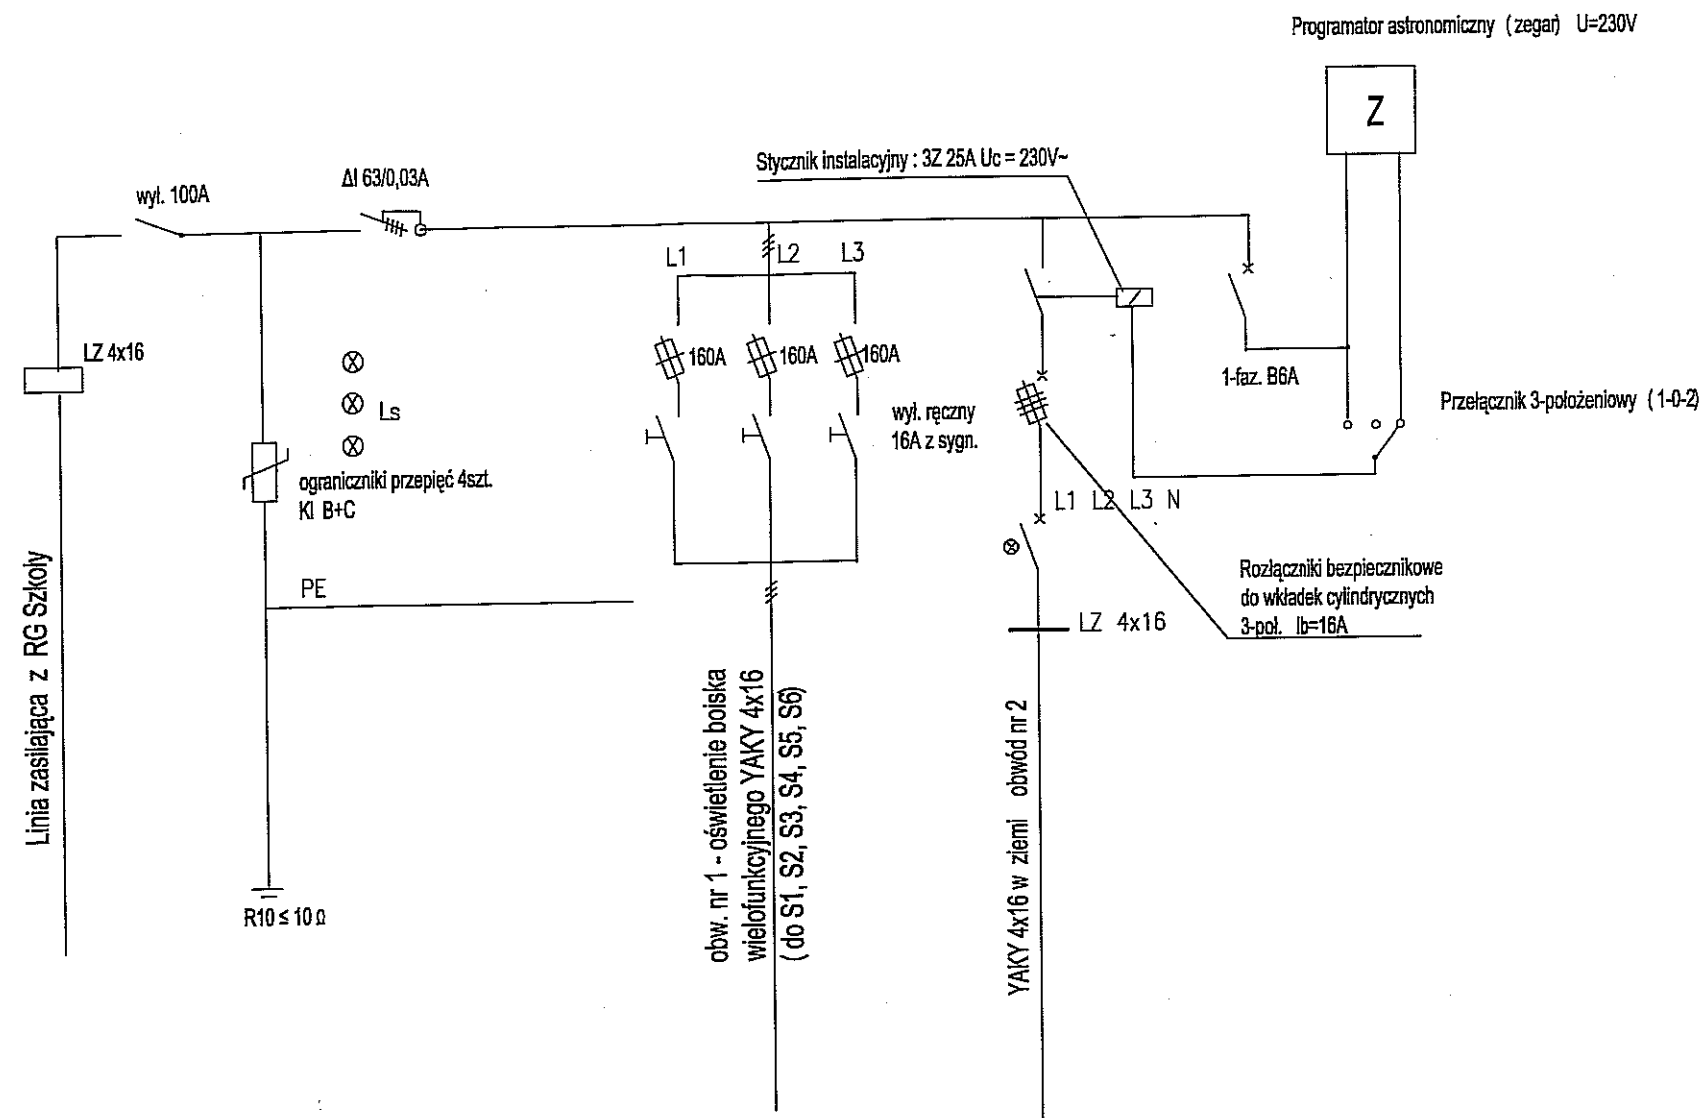 Programator astronomiczny (zegar) U=230V
Z
Stycznik instalacyjny : 3Z 25A Uc = 230V~
wył. 100A
ΔI 63/0,03A
L1 L2 L3
LZ 4x16
160A 160A 160A
1-faz. B6A
Przełącznik 3-położeniowy (1-0-2)
Ls
wył. ręczny
16A z sygn.
ograniczniki przepięć 4szt.
Kl B+C
L1 L2 L3 N
Rozłączniki bezpiecznikowe
do wkładek cylindrycznych
3-poł. Ib=16A
PE
LZ 4x16
Linia zasilająca z RG Szkoły
obw. nr 1 - oświetlenie boiska
wielofunkcyjnego YAKY 4x16
( do S1, S2, S3, S4, S5, S6)
YAKY 4x16 w ziemi obwód nr 2
R10 ≤ 10 Ω